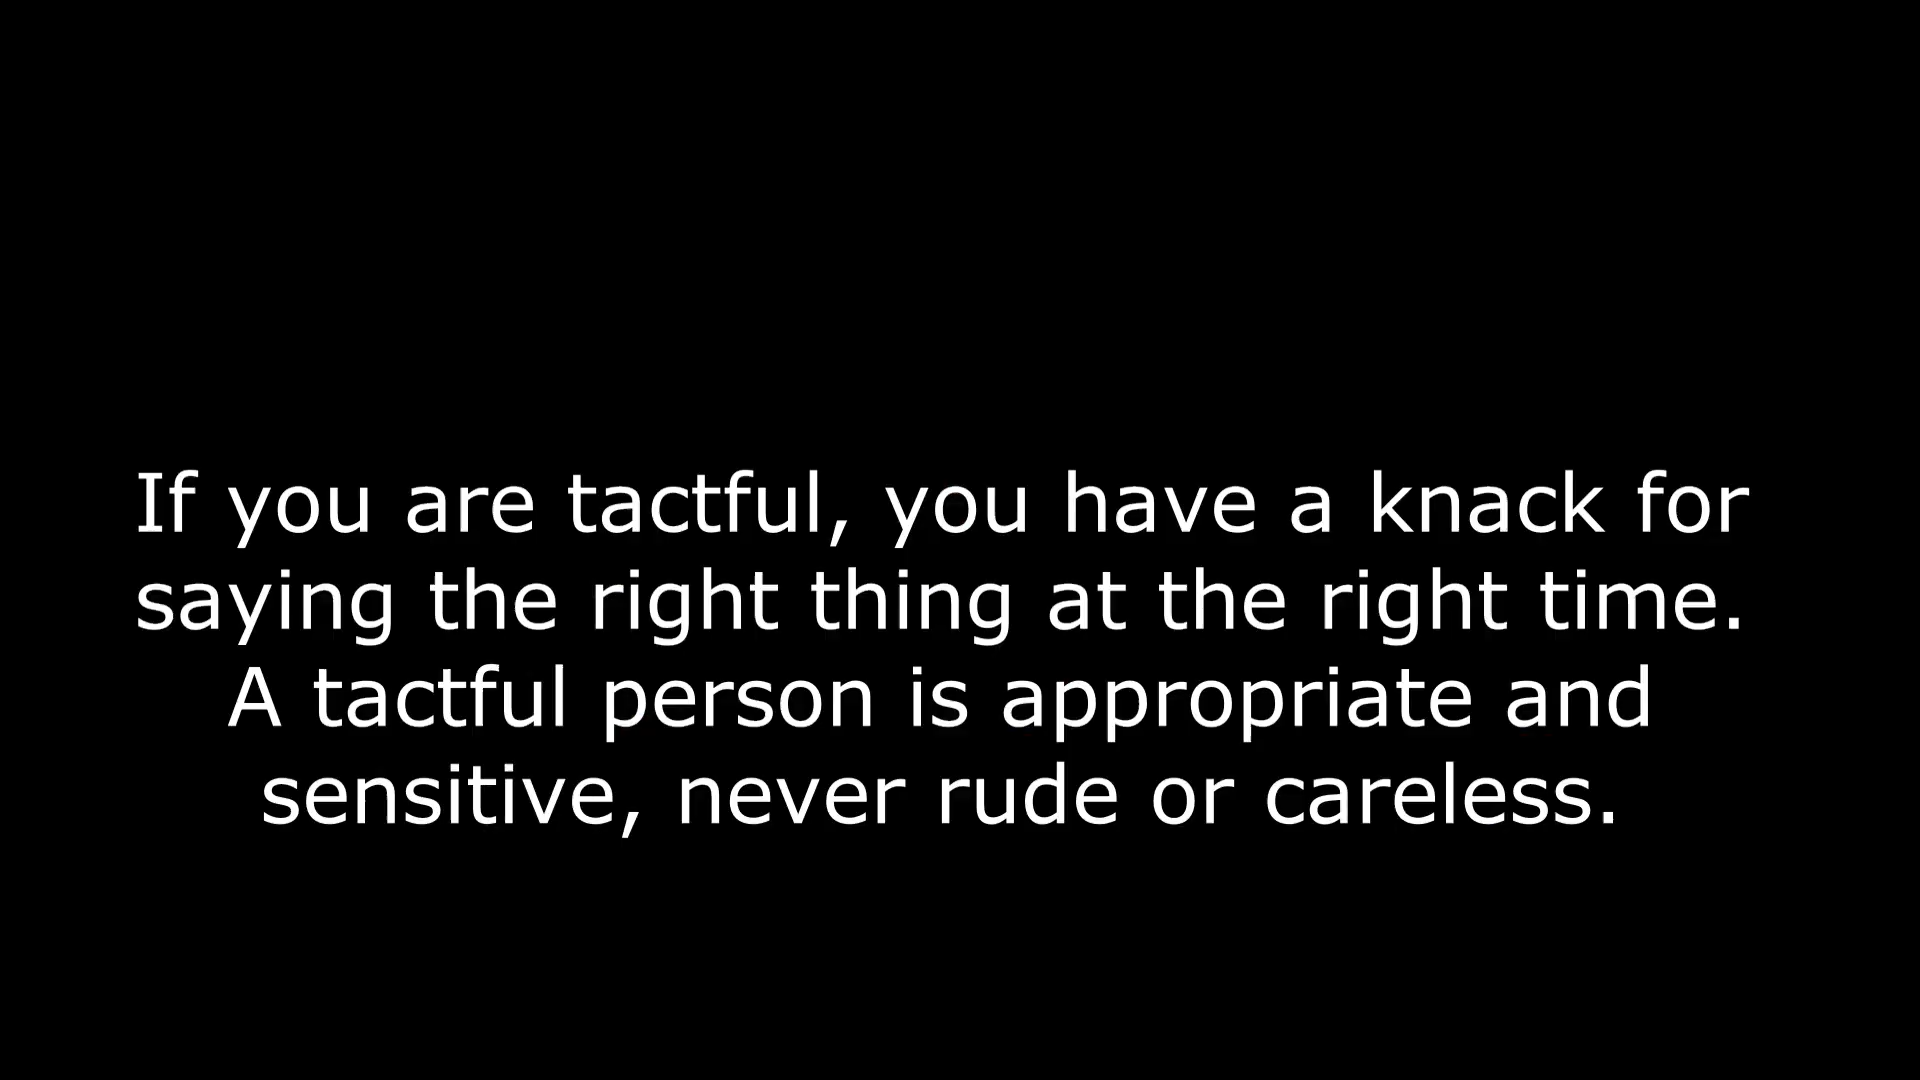 If you are tactful, you have a knack for
saying the right thing at the right time.
A tactful person is appropriate and
sensitive, never rude or careless.